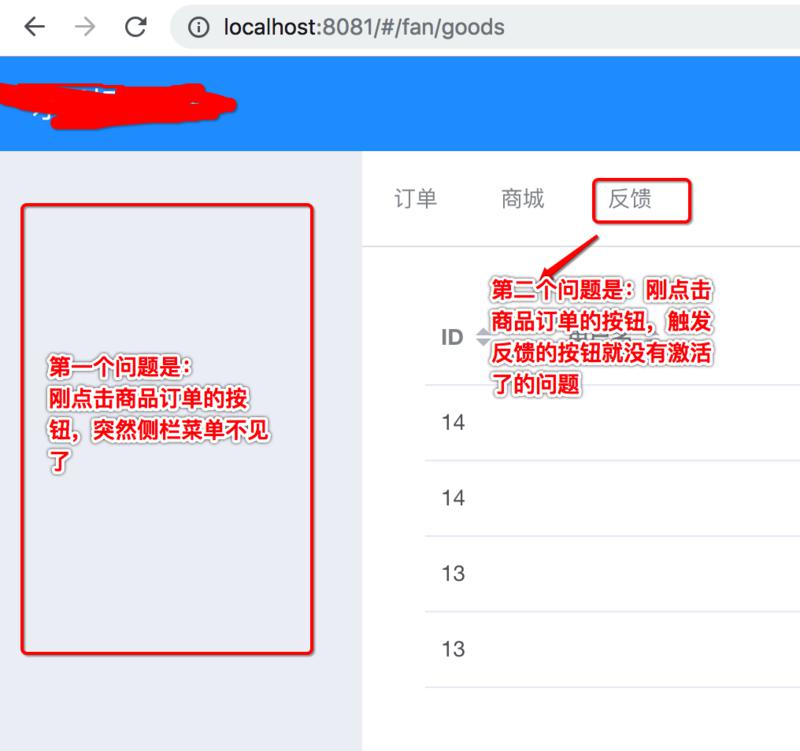 localhost:8081/#/fan/goods
订单 商城 反馈
第一个问题是：
刚点击商品订单的按
钮，突然侧栏菜单不见
了
第二个问题是：刚点击
商品订单的按钮，触发
反馈的按钮就没有激活
了的问题
ID
14
14
13
13